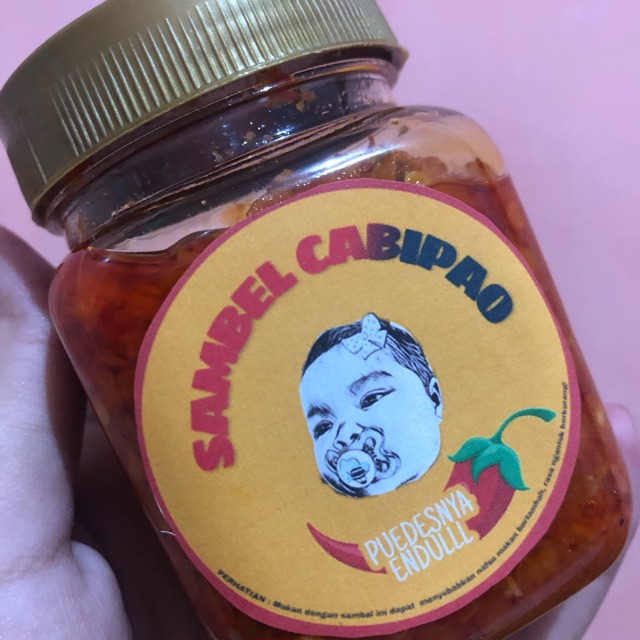 SAMBEL CABIPAO
PUEDESNYA
ENDULLL
PERHATIAN : Makan dengan sambal ini dapat menyebabkan nafsu makan bertambah, rasa ngantuk berkurang!